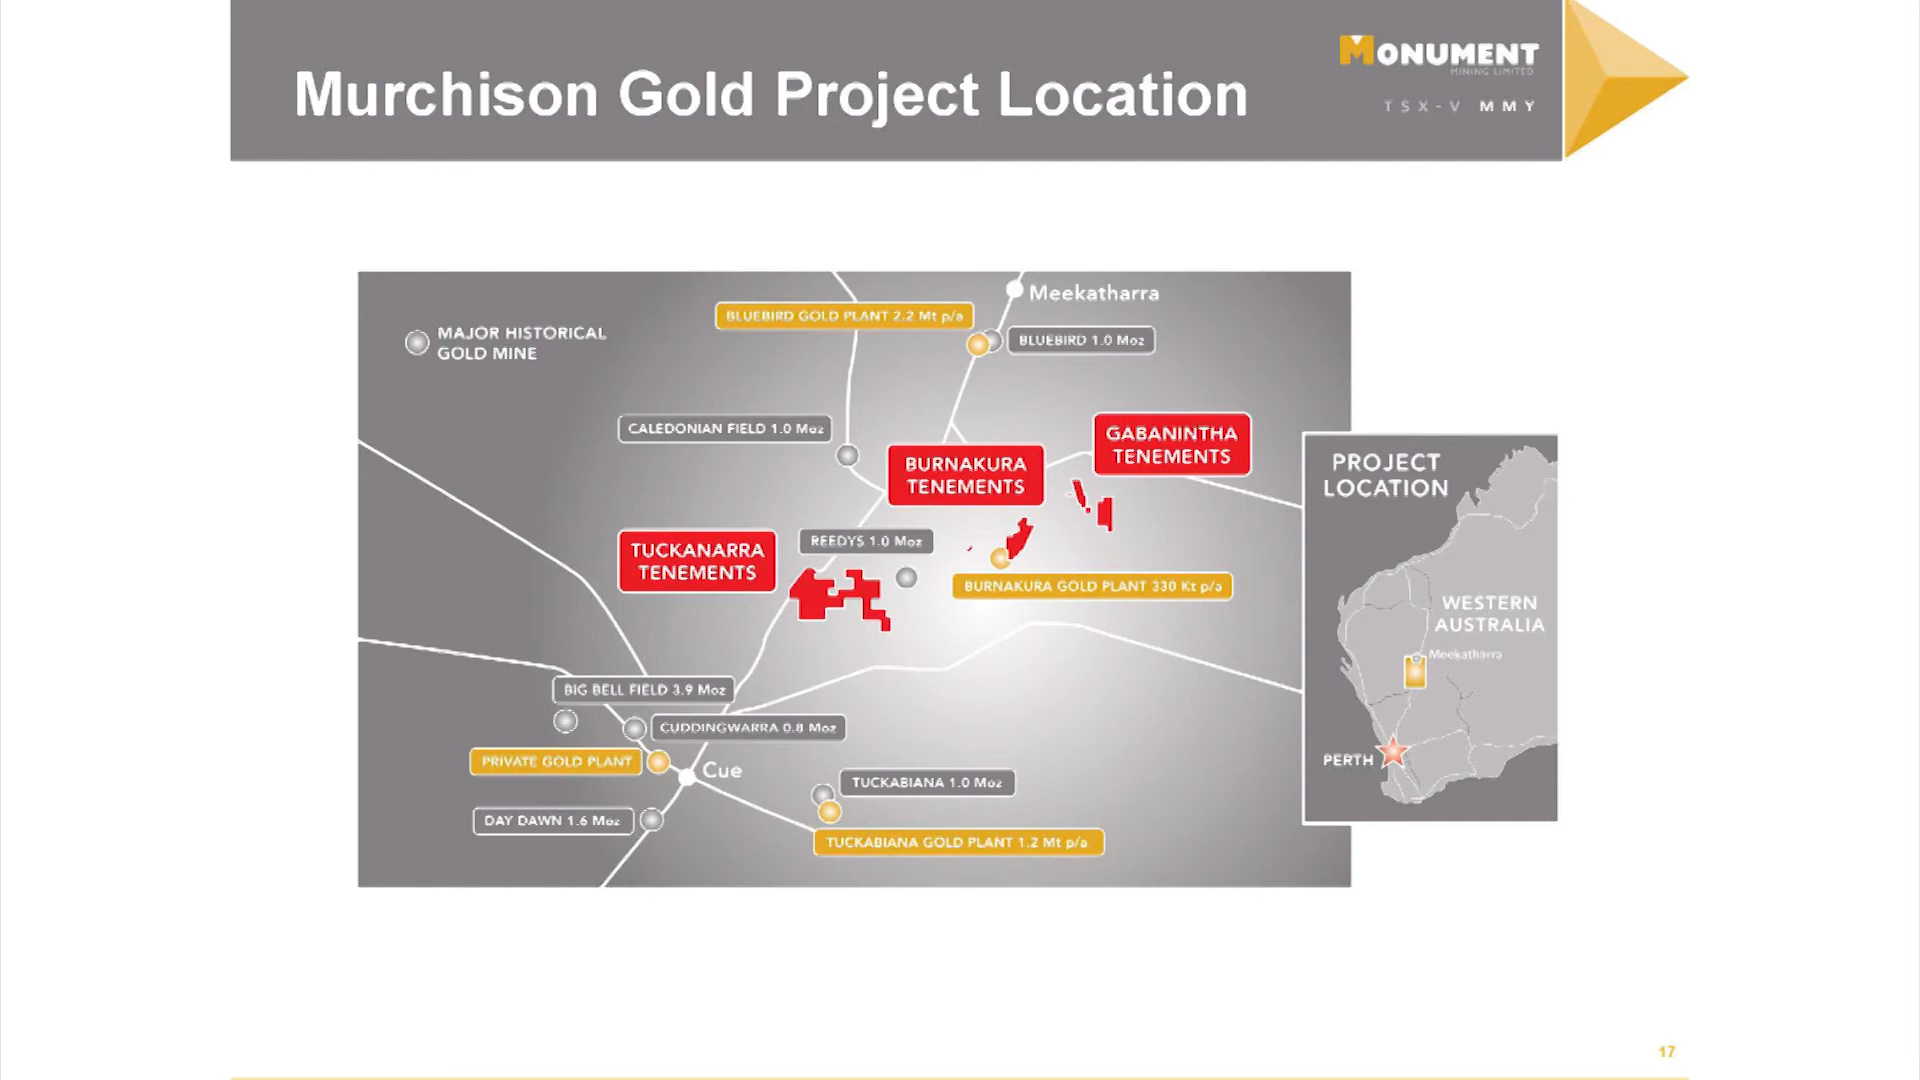 Murchison Gold Project Location
MONUMENT
MINING LIMITED
TSX-V MMY
MAJOR HISTORICAL
GOLD MINE
Meekatharra
BLUEBIRD GOLD PLANT 2.2 Mt p/a
BLUEBIRD 1.0 Moz
CALEDONIAN FIELD 1.0 Moz
BURNAKURA
TENEMENTS
GABANINTHA
TENEMENTS
TUCKANARRA
TENEMENTS
REEDYS 1.0 Moz
BURNAKURA GOLD PLANT 330 Kt p/a
BIG BELL FIELD 3.9 Moz
CUDDINGWARRA 0.8 Moz
PRIVATE GOLD PLANT
Cue
DAY DAWN 1.6 Moz
TUCKABIANA 1.0 Moz
TUCKABIANA GOLD PLANT 1.2 Mt p/a
PROJECT
LOCATION
WESTERN
AUSTRALIA
Meekatharra
PERTH
17